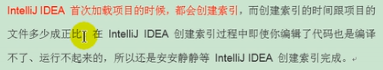 IntelliJ IDEA 首次加载项目的时候，都会创建索引，而创建索引的时间跟项目的
文件多少成正比。在 IntelliJ IDEA 创建索引过程中即使你编辑了代码也是编译
不了、运行不起来的，所以还是安安静静等 IntelliJ IDEA 创建索引完成。